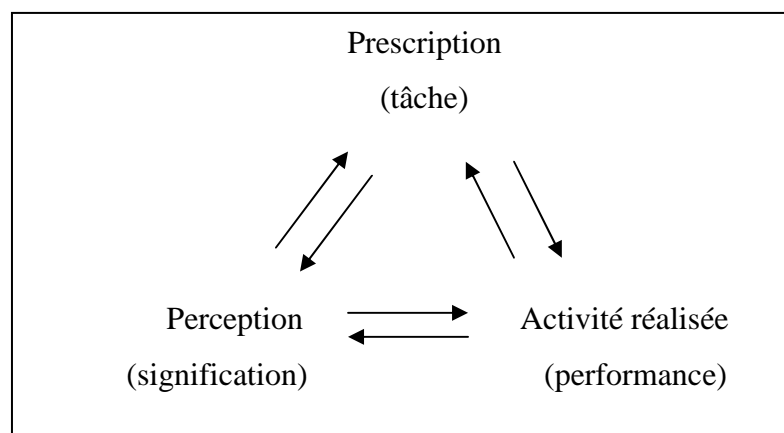 Prescription
(tâche)
Perception
(signification)
Activité réalisée
(performance)